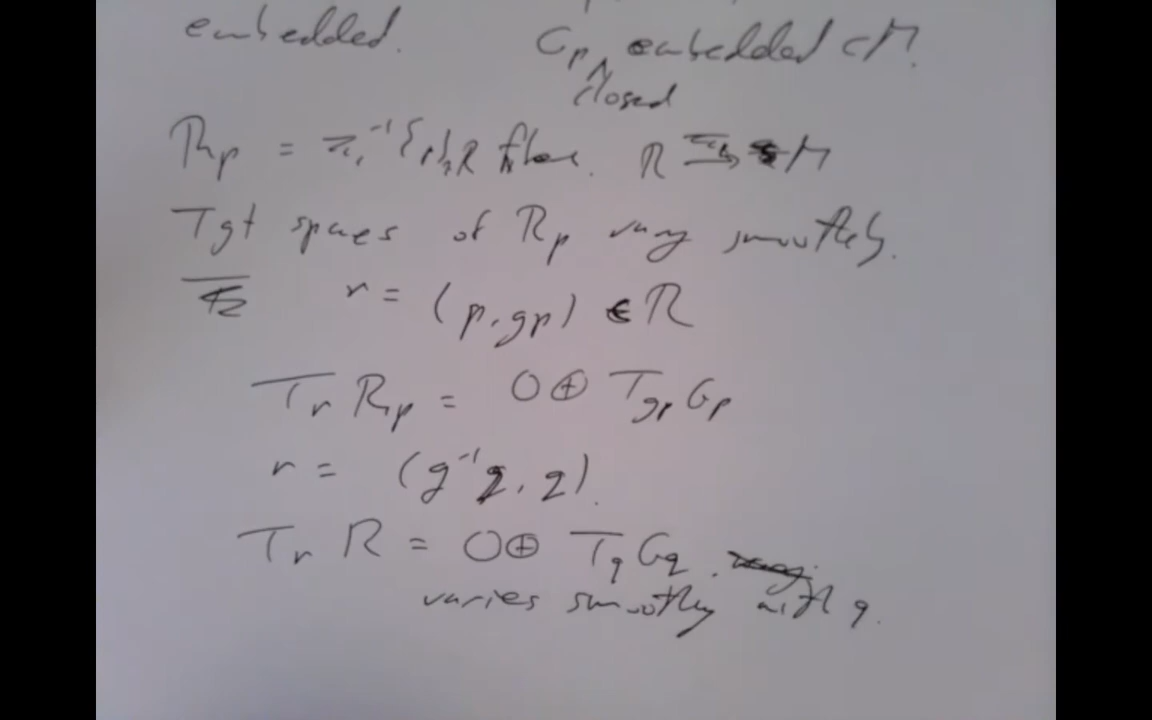 embedded. Gp embedded ⊂ M.
closed
Rp = π₁⁻¹{p}∩R fiber. R → M
Tgt spaces of Rp vary smoothly.
r = (p, gp) ∈ R
Tr Rp = 0 ⊕ Tgp Gp
r = (g⁻¹q, q).
Tr R = 0 ⊕ Tq Gq.
varies smoothly with q.